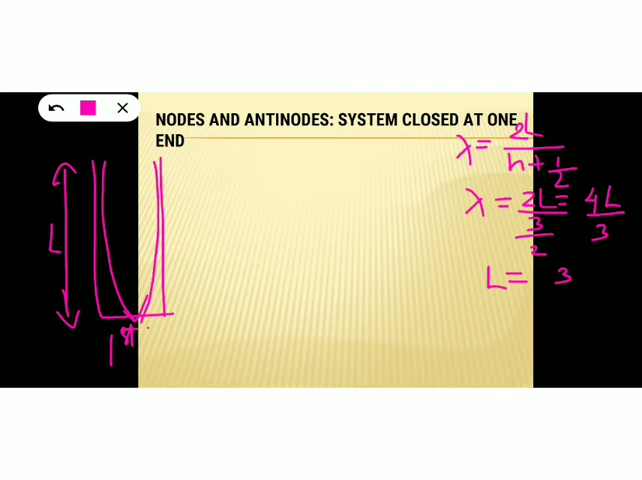 NODES AND ANTINODES: SYSTEM CLOSED AT ONE
END
λ = 2L / (n + 1/2)
λ = 2L / (3/2) = 4L / 3
L = 3
L
1st